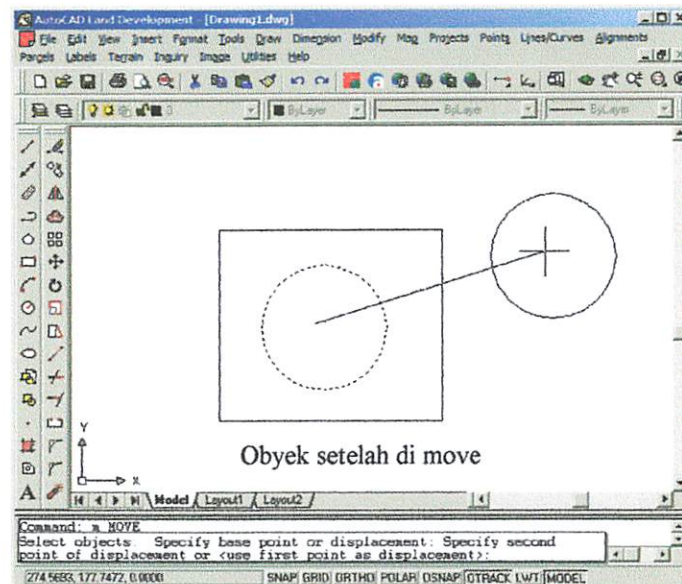 AutoCAD Land Development - [Drawing1.dwg]
File Edit View Insert Format Tools Draw Dimension Modify Map Projects Points Lines/Curves Alignments
Parcels Labels Terrain Inquiry Image Utilities Help
0 ByLayer ByLayer ByLayer
Y
X
Obyek setelah di move
A
Model Layout1 Layout2
Command: m MOVE
Select objects. Specify base point or displacement: Specify second
point of displacement or <use first point as displacement>:
274.5693, 177.7472, 0.0000 SNAP GRID ORTHO POLAR OSNAP OTRACK LWT MODEL